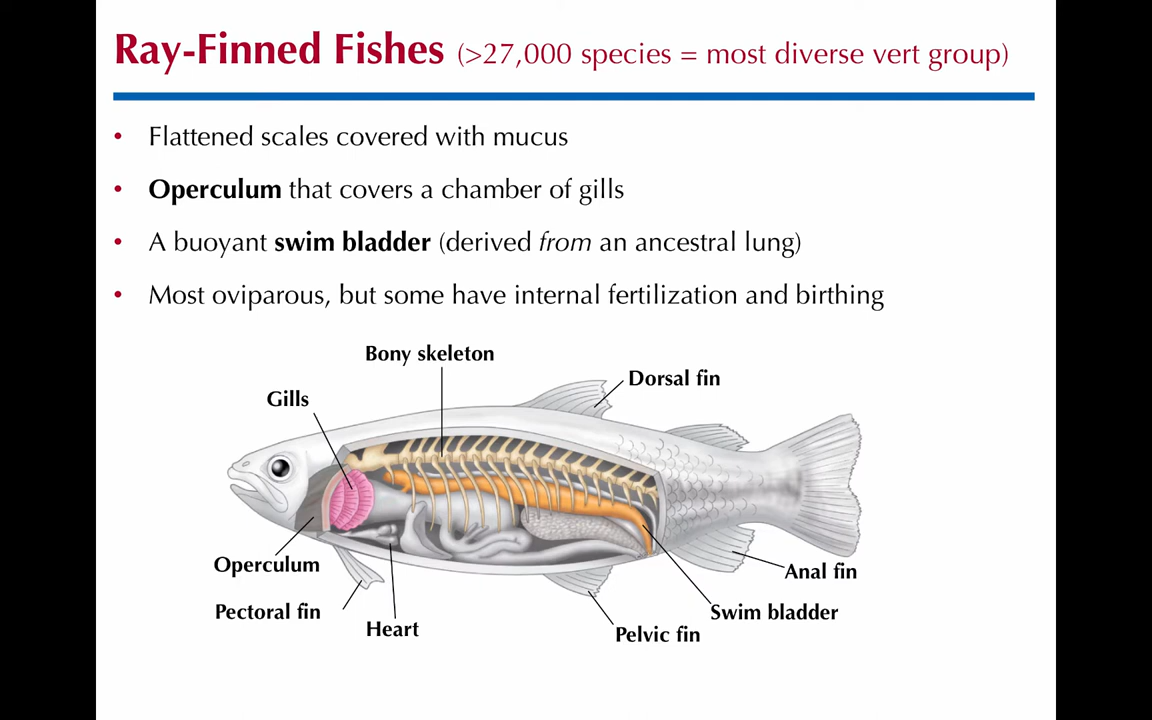 Ray-Finned Fishes (>27,000 species = most diverse vert group)
• Flattened scales covered with mucus
• Operculum that covers a chamber of gills
• A buoyant swim bladder (derived from an ancestral lung)
• Most oviparous, but some have internal fertilization and birthing
Bony skeleton
Dorsal fin
Gills
Operculum
Anal fin
Pectoral fin
Swim bladder
Heart
Pelvic fin